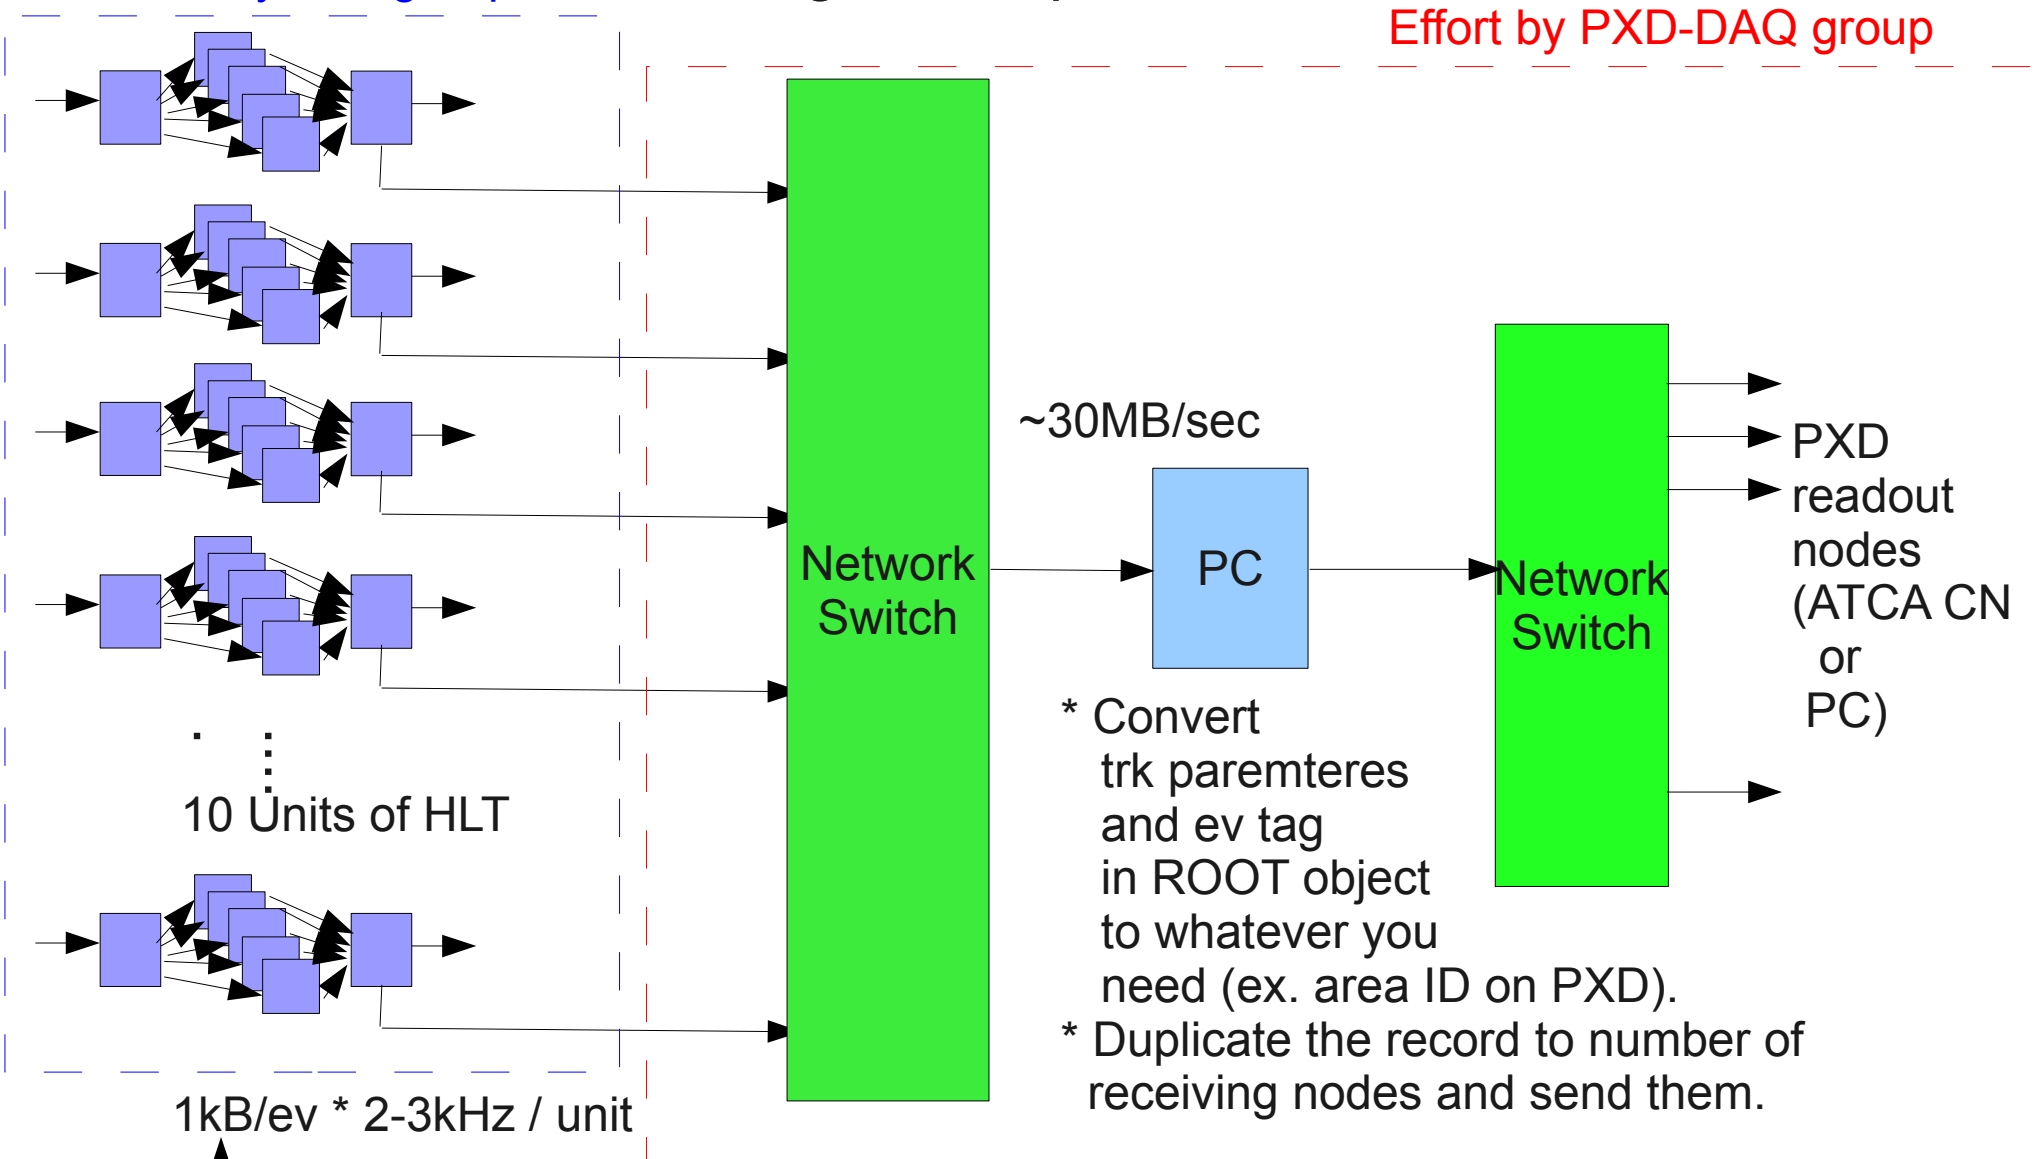 Effort by PXD-DAQ group
~30MB/sec
Network
Switch
PC
Network
Switch
PXD
readout
nodes
(ATCA CN
or
PC)
* Convert
trk paremteres
and ev tag
in ROOT object
to whatever you
need (ex. area ID on PXD).
* Duplicate the record to number of
receiving nodes and send them.
10 Units of HLT
1kB/ev * 2-3kHz / unit